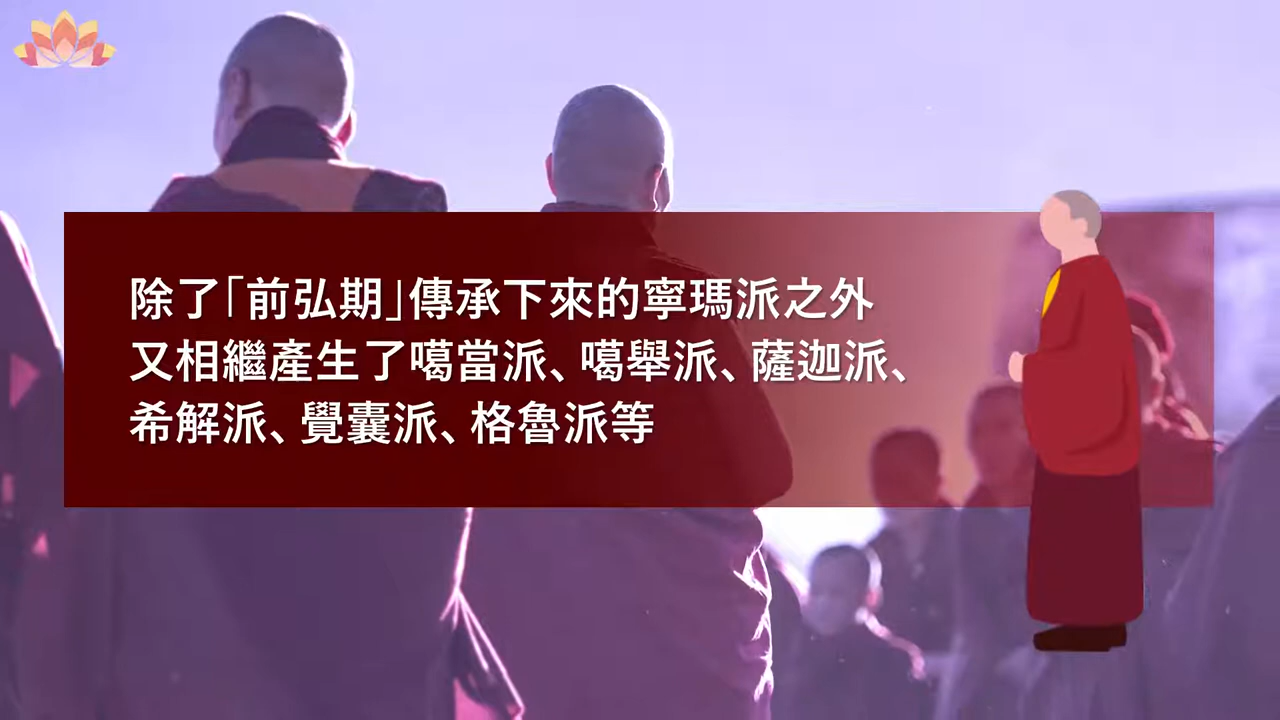 除了「前弘期」傳承下來的寧瑪派之外
又相繼產生了噶當派、噶舉派、薩迦派、
希解派、覺囊派、格魯派等